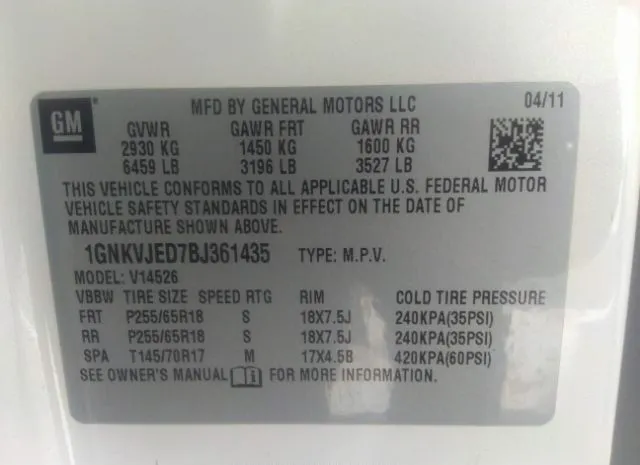 GM
MFD BY GENERAL MOTORS LLC 04/11
GVWR GAWR FRT GAWR RR
2930 KG 1450 KG 1600 KG
6459 LB 3196 LB 3527 LB
THIS VEHICLE CONFORMS TO ALL APPLICABLE U.S. FEDERAL MOTOR
VEHICLE SAFETY STANDARDS IN EFFECT ON THE DATE OF
MANUFACTURE SHOWN ABOVE.
1GNKVJED7BJ361435 TYPE: M.P.V.
MODEL: V14526
VBBW TIRE SIZE SPEED RTG RIM COLD TIRE PRESSURE
FRT P255/65R18 S 18X7.5J 240KPA(35PSI)
RR P255/65R18 S 18X7.5J 240KPA(35PSI)
SPA T145/70R17 M 17X4.5B 420KPA(60PSI)
SEE OWNER'S MANUAL FOR MORE INFORMATION.